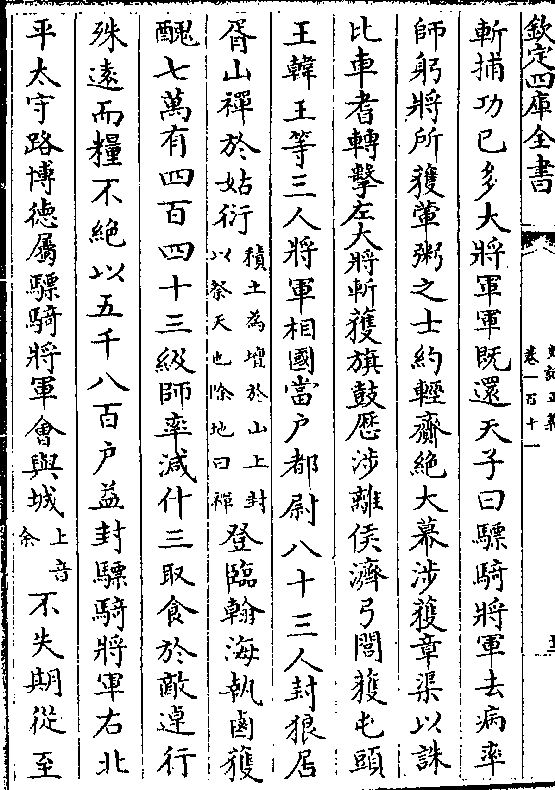 欽定四庫全書
史記正義
卷一百十一
斬捕功已多大將軍軍既還天子曰驃騎將軍去病率
師躬將所獲葷粥之士約輕齎絕大幕涉獲章渠以誅
比車耆轉擊左大將斬獲旗鼓歷涉離侯濟弓閭獲屯頭
王韓王等三人將軍相國當户都尉八十三人封狼居
胥山禪於姑衍積土為壇於山上封以祭天也除地曰禪登臨翰海執鹵獲
醜七萬有四百四十三級師率減什三取食於敵逴行
殊遠而糧不絕以五千八百户益封驃騎將軍右北
平太守路博德屬驃騎將軍會與城上音余不失期從至